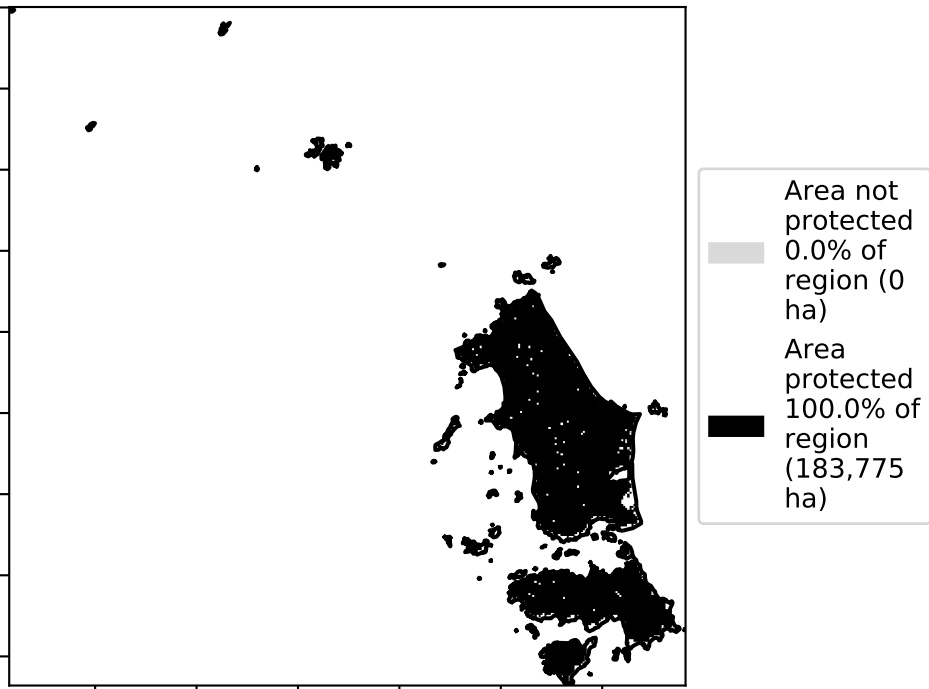 Area not
protected
0.0% of
region (0
ha)
Area
protected
100.0% of
region
(183,775
ha)